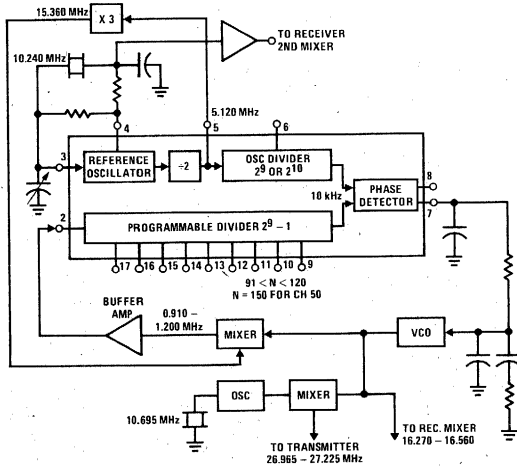 15.360 MHz
X 3
TO RECEIVER
2ND MIXER
10.240 MHz
5.120 MHz
4
5
6
3
REFERENCE
OSCILLATOR
÷2
OSC DIVIDER
2⁹ OR 2¹⁰
8
PHASE
DETECTOR
10 kHz
7
2
PROGRAMMABLE DIVIDER 2⁹ – 1
17 16 15 14 13 12 11 10 9
91 < N < 120
N = 150 FOR CH 50
BUFFER
AMP
0.910 –
1.200 MHz
MIXER
VCO
OSC
MIXER
10.695 MHz
TO REC. MIXER
16.270 – 16.560
TO TRANSMITTER
26.965 – 27.225 MHz